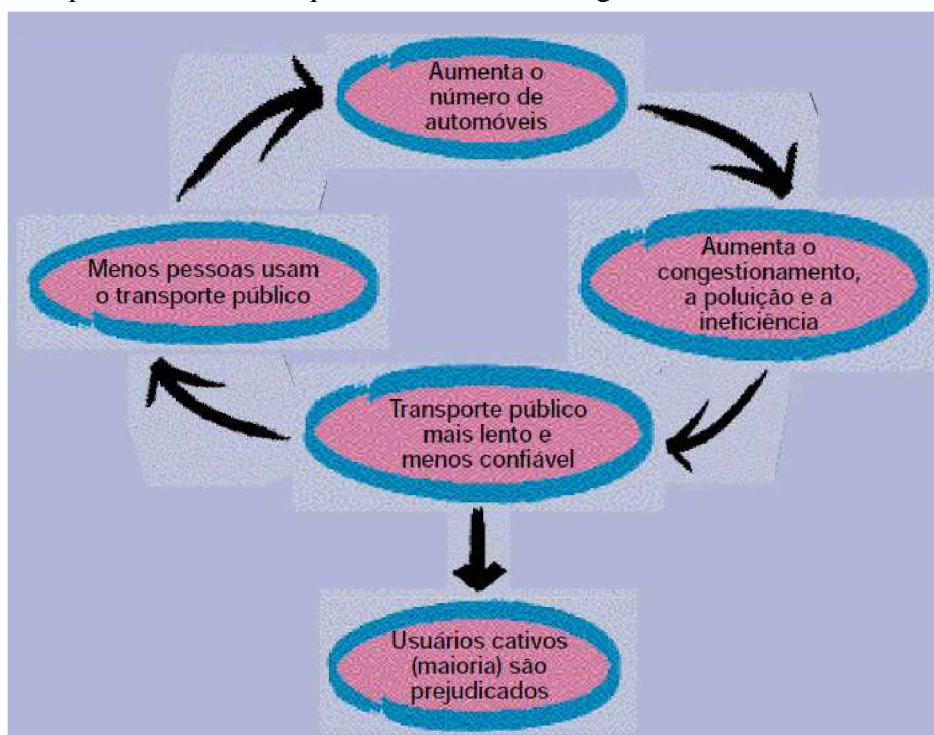 Aumenta o
número de
automóveis
Aumenta o
congestionamento,
a poluição e a
ineficiência
Menos pessoas usam
o transporte público
Transporte público
mais lento e
menos confiável
Usuários cativos
(maioria) são
prejudicados